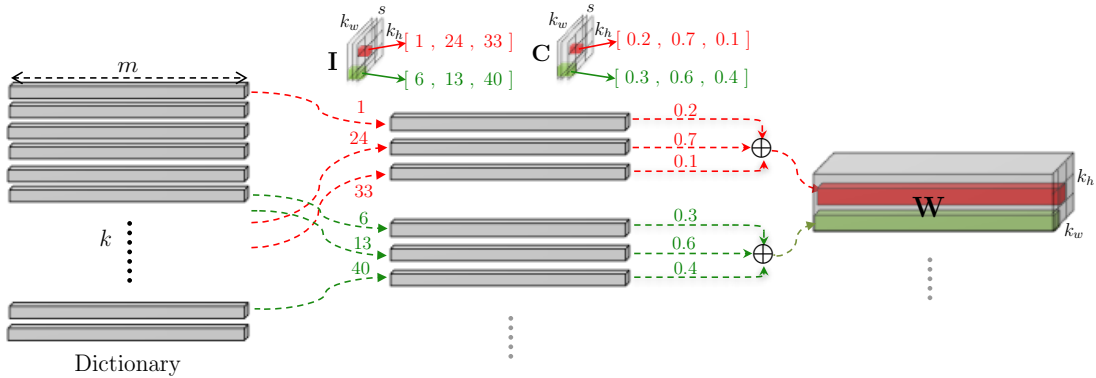 s
k_w
k_h
I
[ 1 , 24 , 33 ]
[ 6 , 13 , 40 ]
s
k_w
k_h
C
[ 0.2 , 0.7 , 0.1 ]
[ 0.3 , 0.6 , 0.4 ]
m
1
24
33
0.2
0.7
0.1
k_h
W
k_w
k
6
13
40
0.3
0.6
0.4
Dictionary